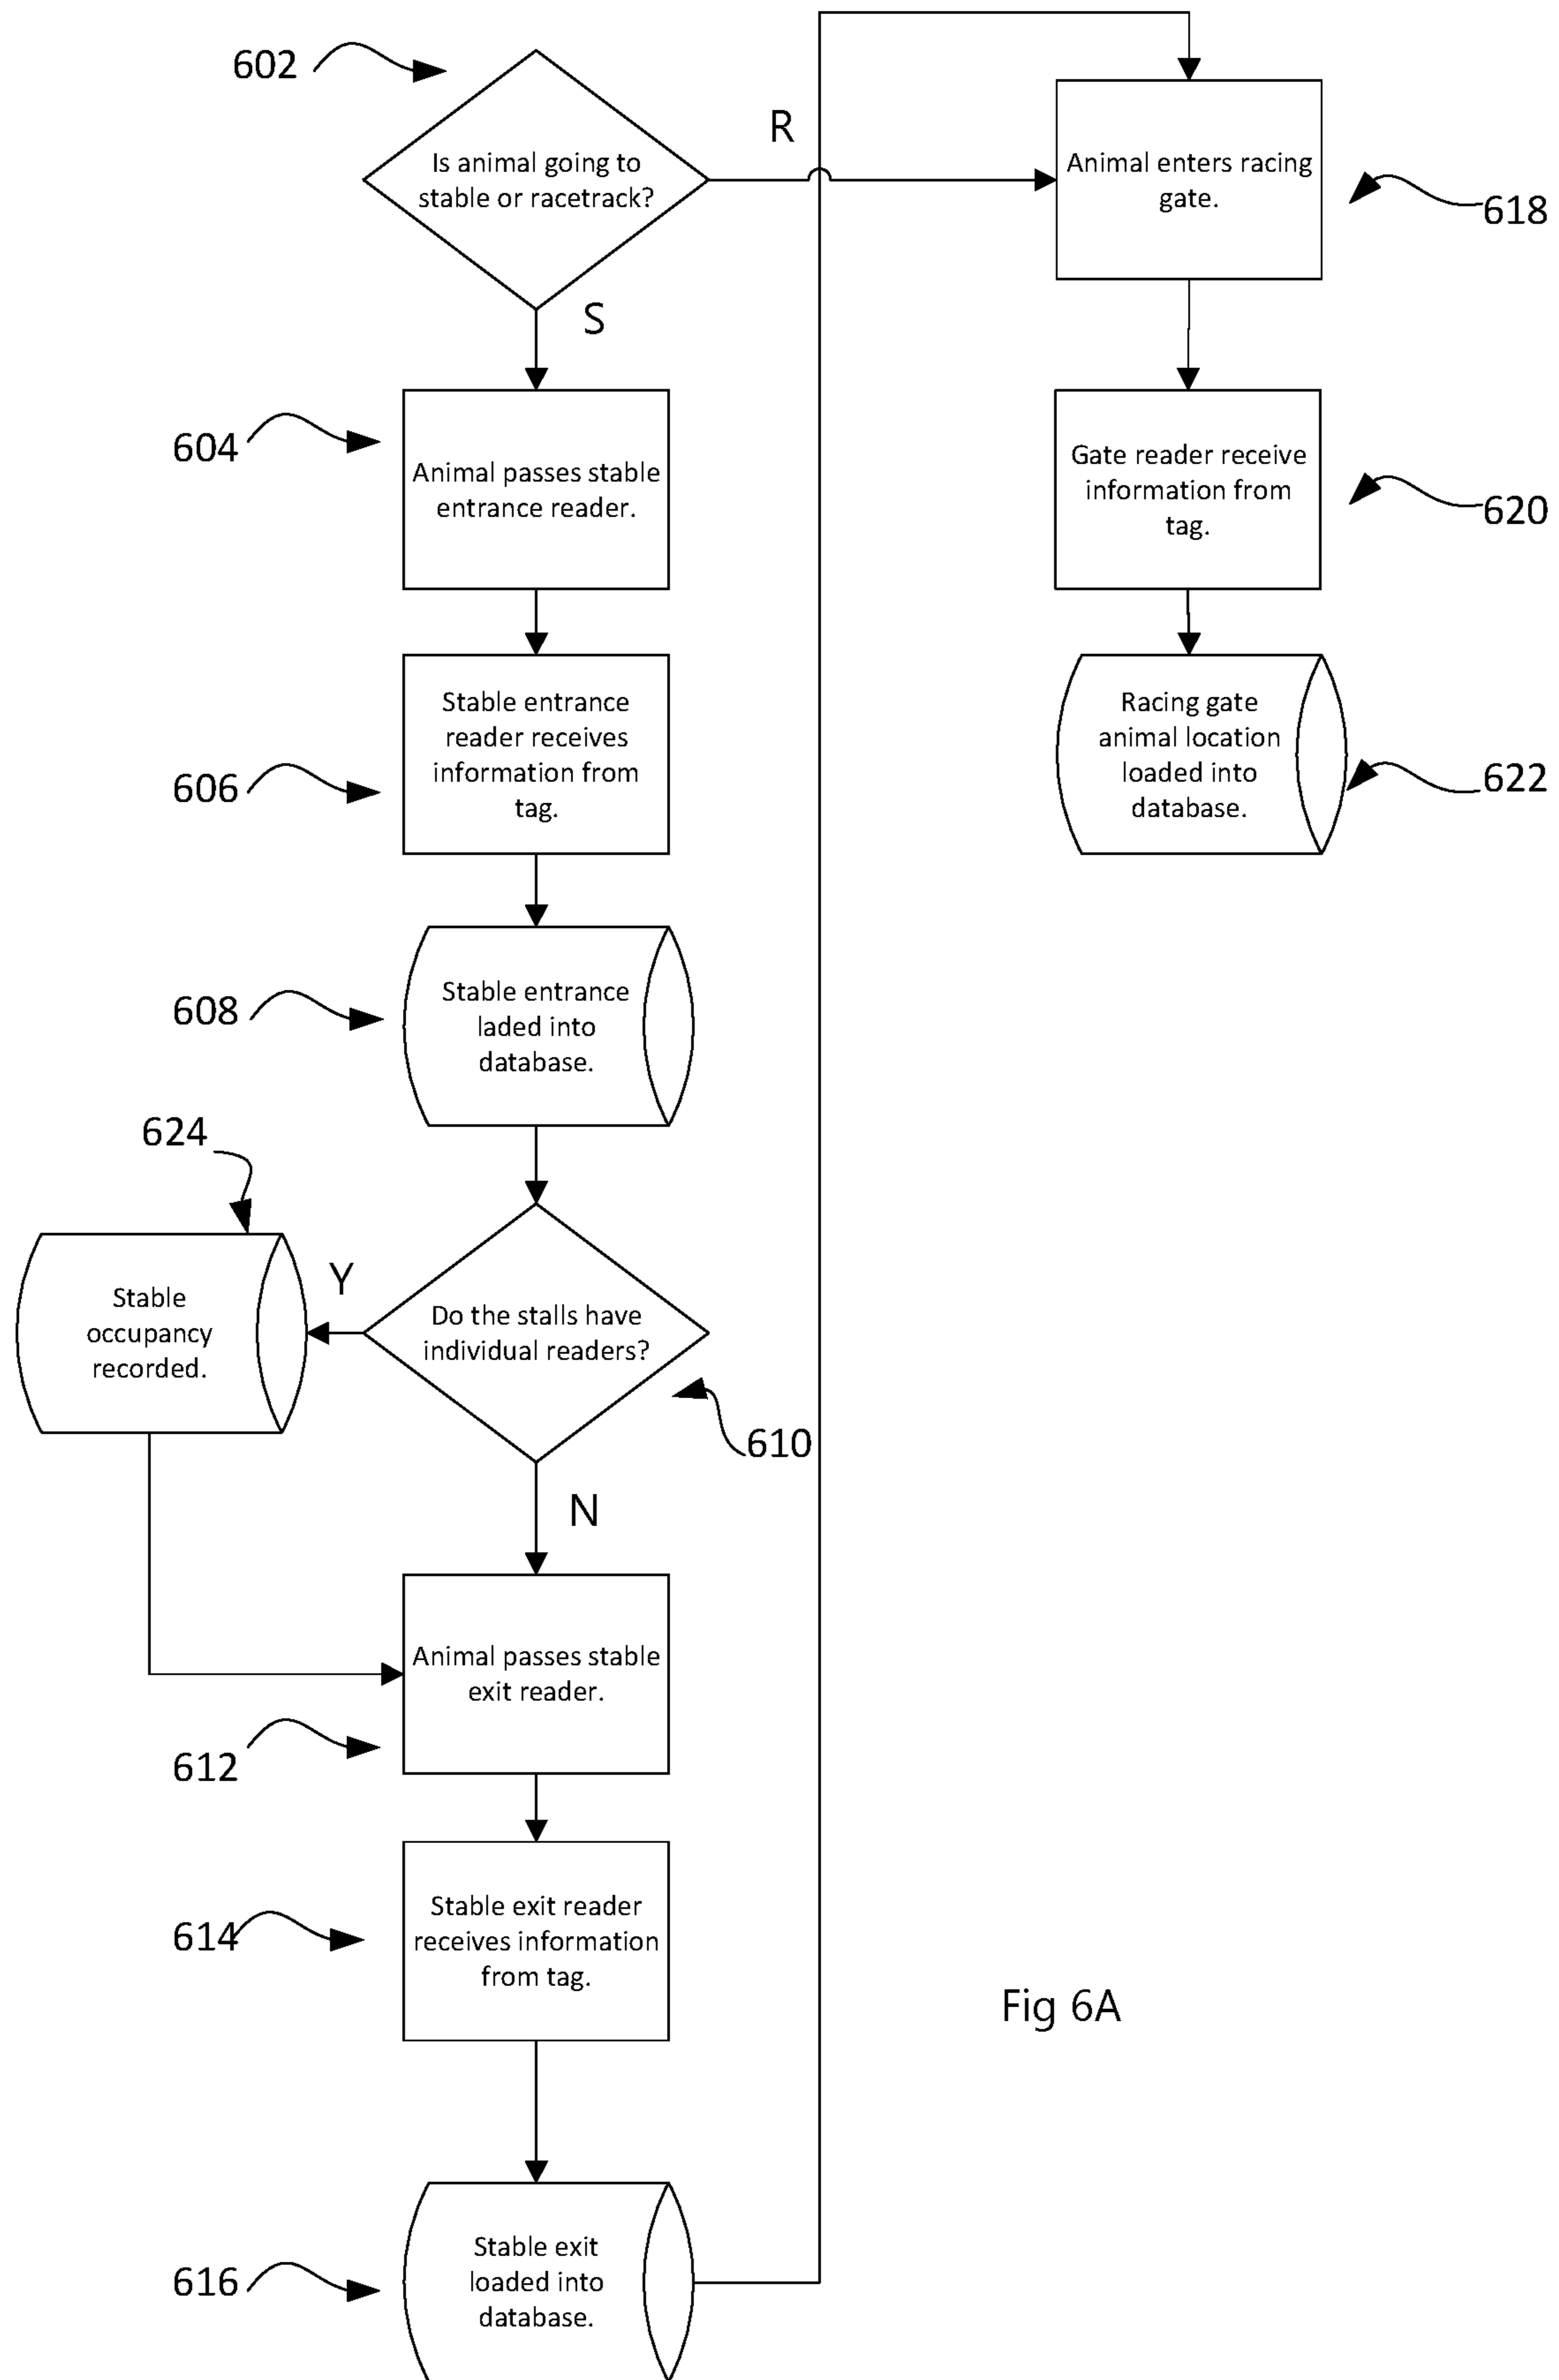 602
Is animal going to
stable or racetrack?
R
S
Animal enters racing
gate.
618
604
Animal passes stable
entrance reader.
Gate reader receive
information from
tag.
620
606
Stable entrance
reader receives
information from
tag.
Racing gate
animal location
loaded into
database.
622
608
Stable entrance
laded into
database.
624
Stable
occupancy
recorded.
Y
Do the stalls have
individual readers?
610
N
Animal passes stable
exit reader.
612
614
Stable exit reader
receives information
from tag.
Fig 6A
616
Stable exit
loaded into
database.